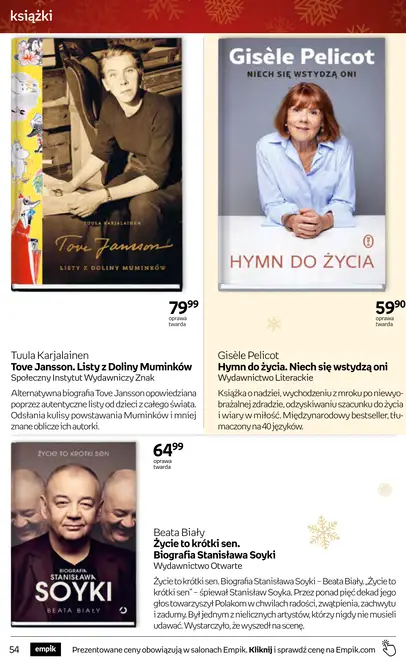 książki
TUULA KARJALAINEN
Tove Jansson
LISTY Z DOLINY MUMINKÓW
79⁹⁹
oprawa
twarda
Tuula Karjalainen
Tove Jansson. Listy z Doliny Muminków
Społeczny Instytut Wydawniczy Znak
Alternatywna biografia Tove Jansson opowiedziana
poprzez autentyczne listy od dzieci z całego świata.
Odsłania kulisy powstawania Muminków i mniej
znane oblicze ich autorki.
Gisèle Pelicot
NIECH SIĘ WSTYDZĄ ONI
HYMN DO ŻYCIA
59⁹⁰
oprawa
twarda
Gisèle Pelicot
Hymn do życia. Niech się wstydzą oni
Wydawnictwo Literackie
Książka o nadziei, wychodzeniu z mroku po niewyo-
brażalnej zdradzie, odzyskiwaniu szacunku do życia
i wiary w miłość. Międzynarodowy bestseller, tłu-
maczony na 40 języków.
ŻYCIE TO KRÓTKI SEN
BIOGRAFIA
STANISŁAWA
SOYKI
BEATA BIAŁY
64⁹⁹
oprawa
twarda
Beata Biały
Życie to krótki sen.
Biografia Stanisława Soyki
Wydawnictwo Otwarte
Życie to krótki sen. Biografia Stanisława Soyki – Beata Biały. „Życie to
krótki sen” – śpiewał Stanisław Soyka. Przez ponad pięć dekad jego
głos towarzyszył Polakom w chwilach radości, zwątpienia, zachwytu
i zadumy. Był jednym z nielicznych artystów, którzy nigdy nie musieli
udawać. Wystarczyło, że wyszedł na scenę.
54 empik Prezentowane ceny obowiązują w salonach Empik. Kliknij i sprawdź cenę na Empik.com